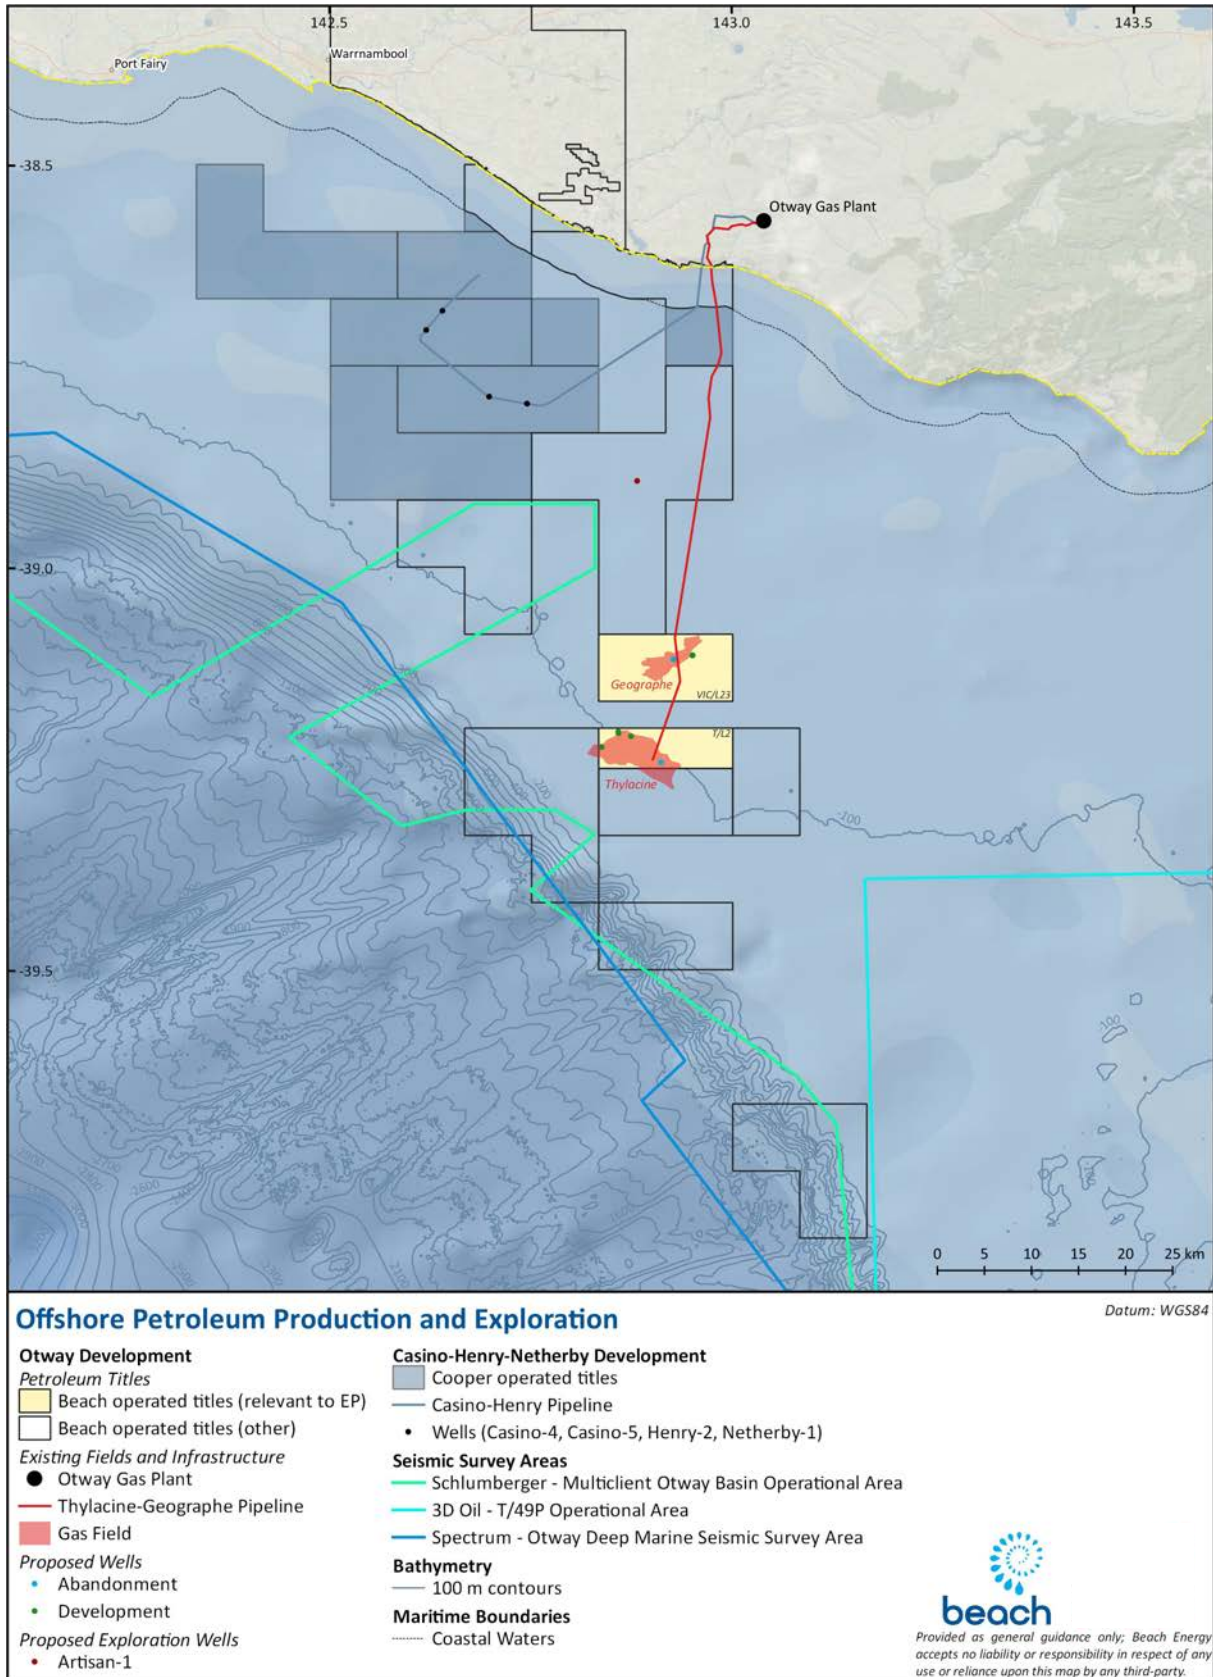 142.5
143.0
143.5
Port Fairy
Warrnambool
-38.5
Otway Gas Plant
-39.0
Geographe
VIC/L23
T/L2
Thylacine
-100
-39.5
-100
0 5 10 15 20 25 km
Offshore Petroleum Production and Exploration
Datum: WGS84
Otway Development
Petroleum Titles
Beach operated titles (relevant to EP)
Beach operated titles (other)
Existing Fields and Infrastructure
Otway Gas Plant
Thylacine-Geographe Pipeline
Gas Field
Proposed Wells
Abandonment
Development
Proposed Exploration Wells
Artisan-1
Casino-Henry-Netherby Development
Cooper operated titles
Casino-Henry Pipeline
Wells (Casino-4, Casino-5, Henry-2, Netherby-1)
Seismic Survey Areas
Schlumberger - Multiclient Otway Basin Operational Area
3D Oil - T/49P Operational Area
Spectrum - Otway Deep Marine Seismic Survey Area
Bathymetry
100 m contours
Maritime Boundaries
Coastal Waters
beach
Provided as general guidance only; Beach Energy
accepts no liability or responsibility in respect of any
use or reliance upon this map by any third-party.